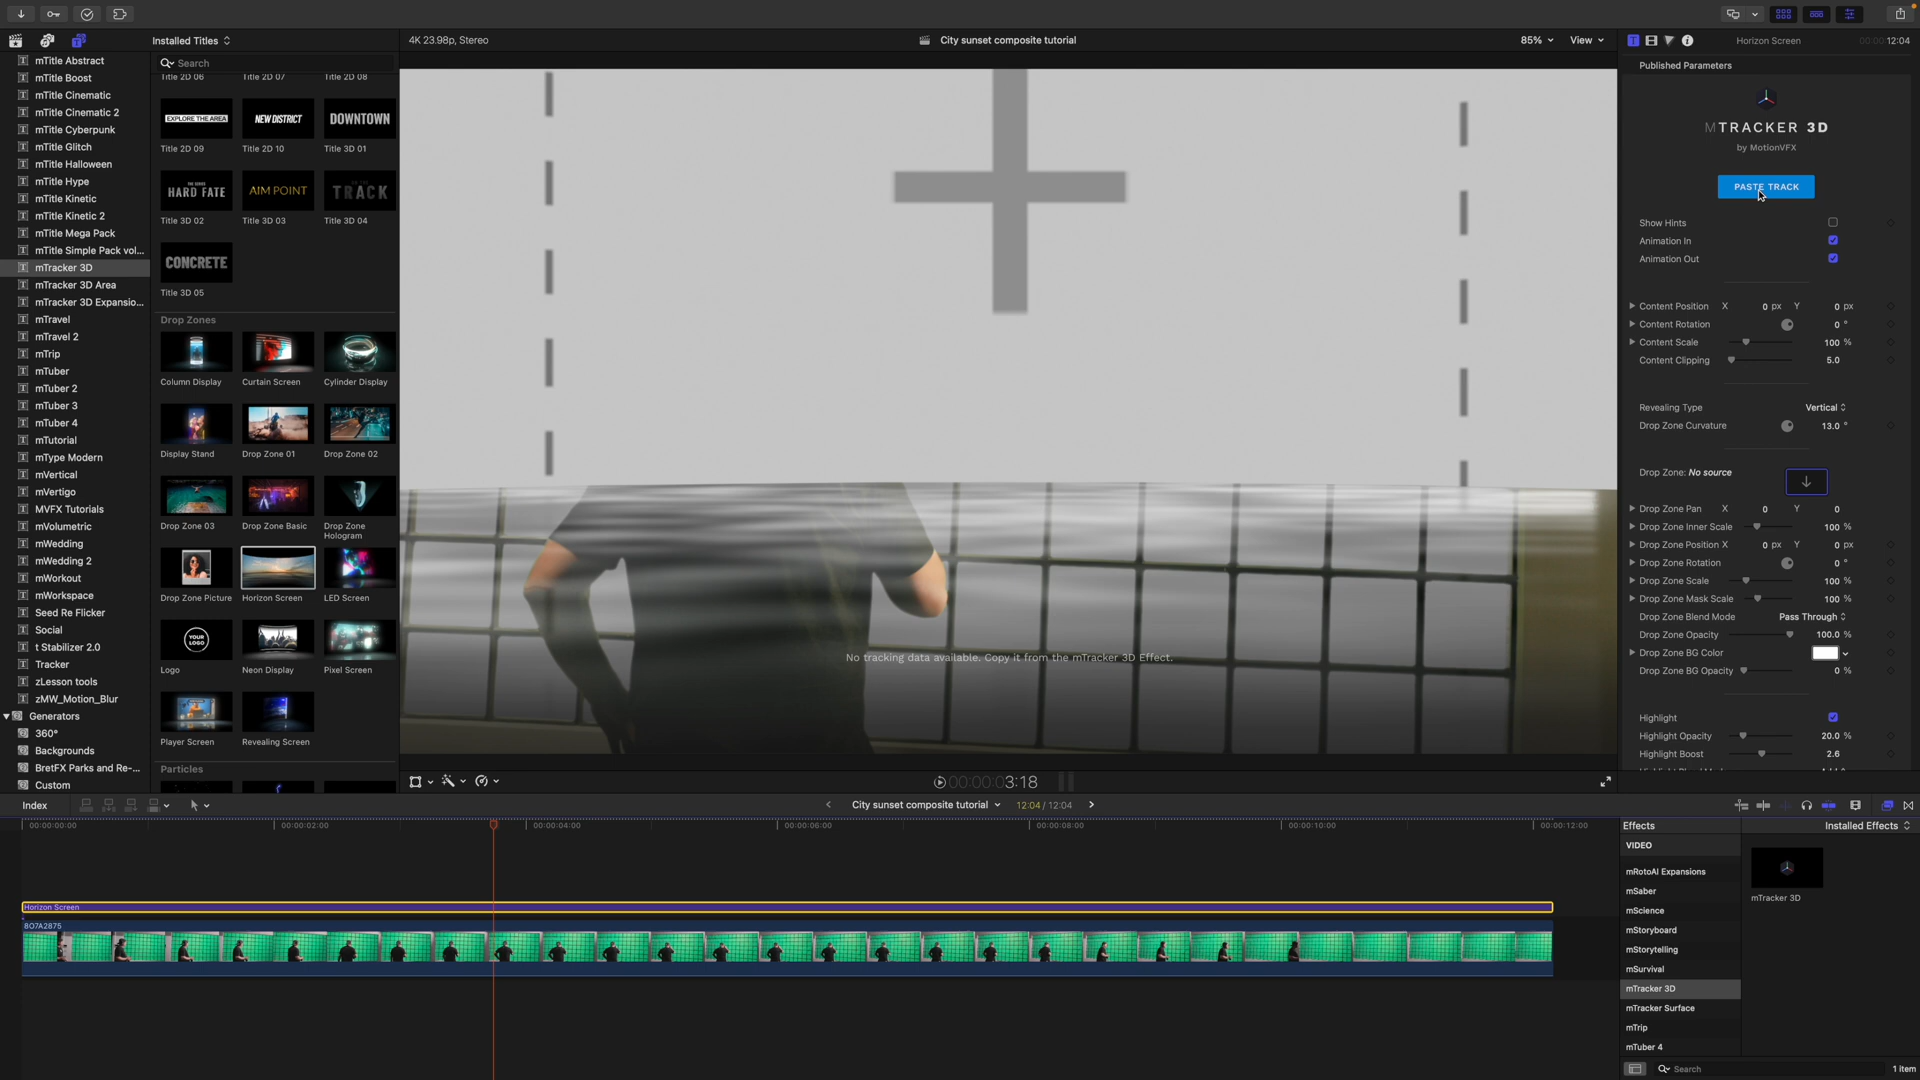 4K 23.98p, Stereo
City sunset composite tutorial
85%
View
Horizon Screen
12:04
Installed Titles
Search
mTitle Abstract
mTitle Boost
mTitle Cinematic
mTitle Cinematic 2
mTitle Cyberpunk
mTitle Glitch
mTitle Halloween
mTitle Hype
mTitle Kinetic
mTitle Kinetic 2
mTitle Mega Pack
mTitle Simple Pack vol...
mTracker 3D
mTracker 3D Area
mTracker 3D Expansio...
mTravel
mTravel 2
mTrip
mTuber
mTuber 2
mTuber 3
mTuber 4
mTutorial
mType Modern
mVertical
mVertigo
MVFX Tutorials
mVolumetric
mWedding
mWedding 2
mWorkout
mWorkspace
Seed Re Flicker
Social
t Stabilizer 2.0
Tracker
zLesson tools
zMW_Motion_Blur
Generators
360°
Backgrounds
BretFX Parks and Re-...
Custom
Title 2D 06
Title 2D 07
Title 2D 08
EXPLORE THE AREA
NEW DISTRICT
DOWNTOWN
Title 2D 09
Title 2D 10
Title 3D 01
HARD FATE
AIM POINT
TRACK
Title 3D 02
Title 3D 03
Title 3D 04
CONCRETE
Title 3D 05
Drop Zones
Column Display
Curtain Screen
Cylinder Display
Display Stand
Drop Zone 01
Drop Zone 02
Drop Zone 03
Drop Zone Basic
Drop Zone Hologram
Drop Zone Picture
Horizon Screen
LED Screen
YOUR LOGO
Logo
Neon Display
Pixel Screen
Player Screen
Revealing Screen
Particles
No tracking data available. Copy it from the mTracker 3D Effect.
00:00:03:18
Published Parameters
MTRACKER 3D
by MotionVFX
PASTE TRACK
Show Hints
Animation In
Animation Out
Content Position X 0 px Y 0 px
Content Rotation 0 °
Content Scale 100 %
Content Clipping 5.0
Revealing Type Vertical
Drop Zone Curvature 13.0 °
Drop Zone: No source
Drop Zone Pan X 0 Y 0
Drop Zone Inner Scale 100 %
Drop Zone Position X 0 px Y 0 px
Drop Zone Rotation 0 °
Drop Zone Scale 100 %
Drop Zone Mask Scale 100 %
Drop Zone Blend Mode Pass Through
Drop Zone Opacity 100.0 %
Drop Zone BG Color
Drop Zone BG Opacity 0 %
Highlight
Highlight Opacity 20.0 %
Highlight Boost 2.6
Index
City sunset composite tutorial
12:04 / 12:04
00:00:00:00
00:00:02:00
00:00:04:00
00:00:06:00
00:00:08:00
00:00:10:00
00:00:12:00
Horizon Screen
8O7A2875
Effects
Installed Effects
VIDEO
mRotoAI Expansions
mSaber
mScience
mStoryboard
mStorytelling
mSurvival
mTracker 3D
mTracker Surface
mTrip
mTuber 4
mTracker 3D
Search
1 item